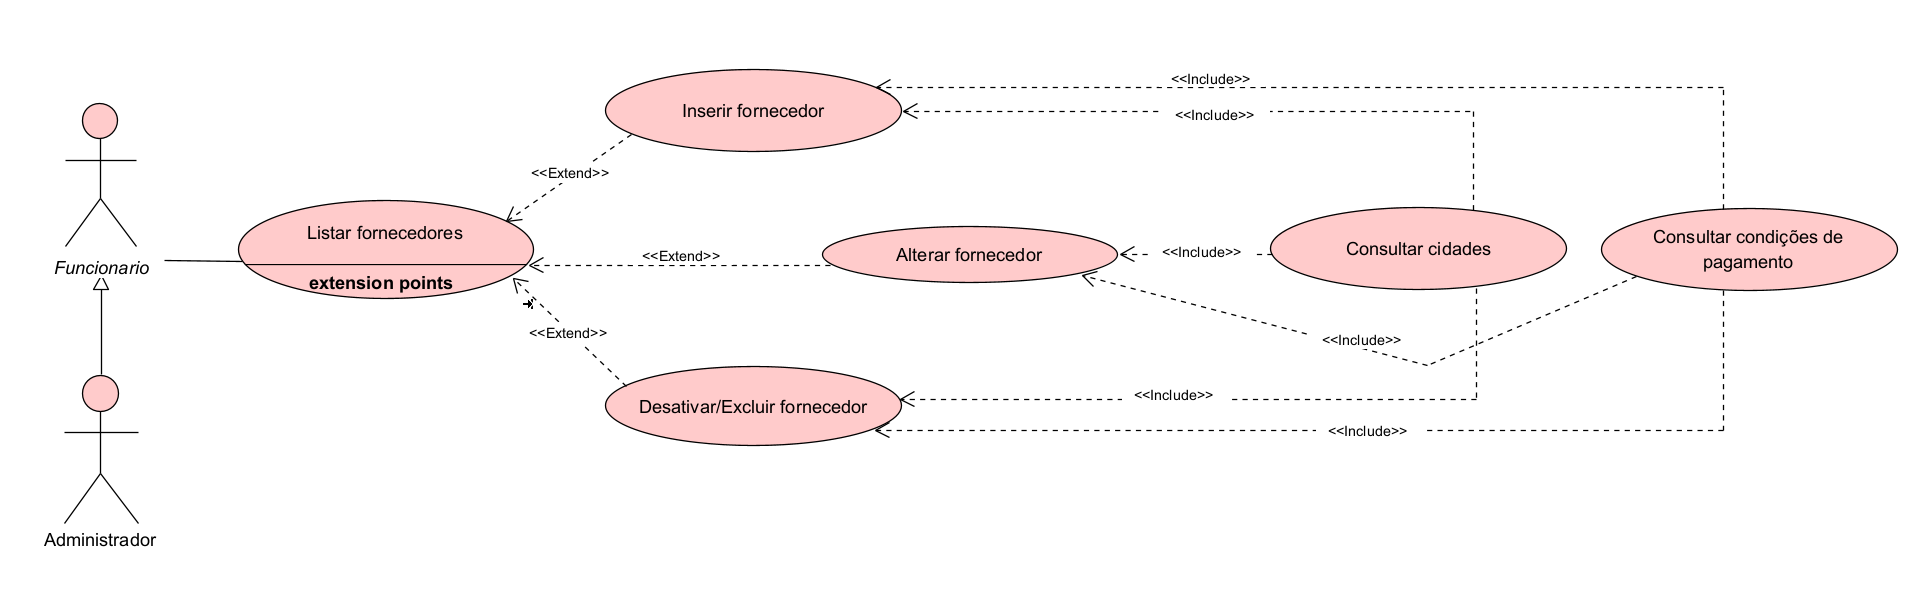 <<Include>>
Inserir fornecedor
<<Include>>
<<Extend>>
Listar fornecedores
Consultar condições de
pagamento
Consultar cidades
Alterar fornecedor
<<Include>>
<<Extend>>
Funcionario
extension points
<<Extend>>
<<Include>>
<<Include>>
Desativar/Excluir fornecedor
<<Include>>
Administrador